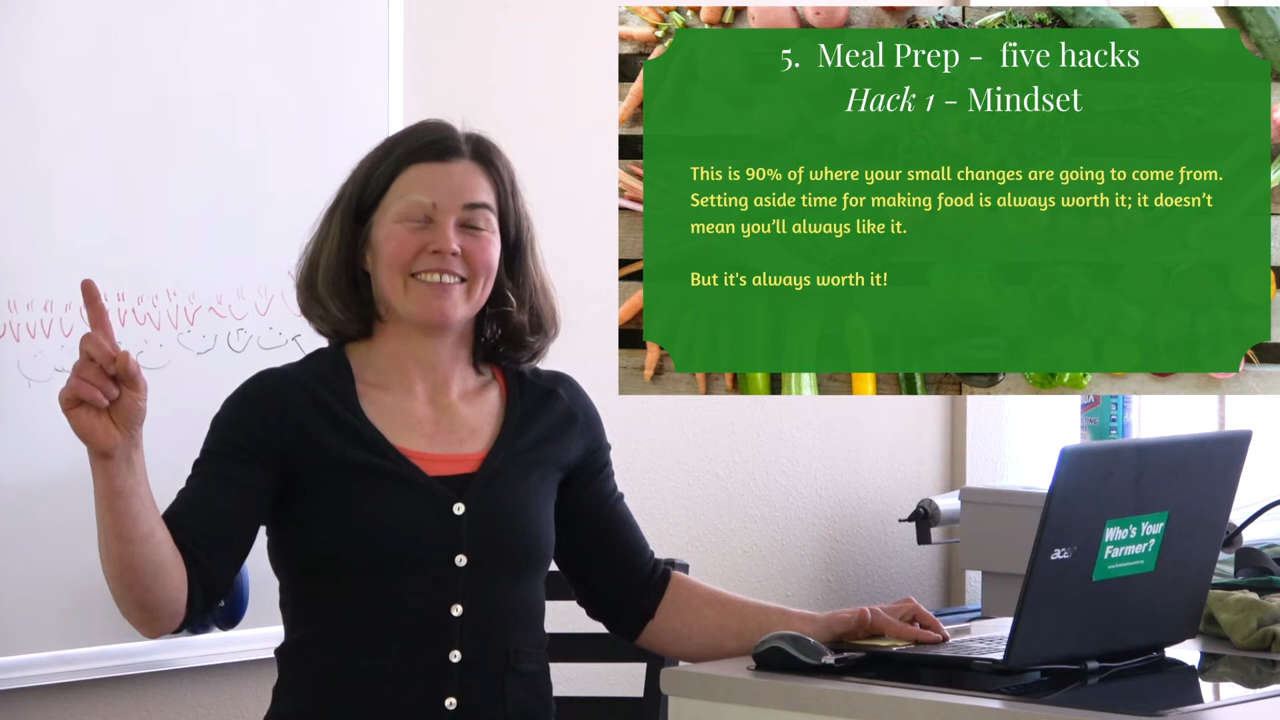 5. Meal Prep - five hacks
Hack 1 - Mindset
This is 90% of where your small changes are going to come from.
Setting aside time for making food is always worth it; it doesn't
mean you'll always like it.
But it's always worth it!
Who's Your
Farmer?
acer